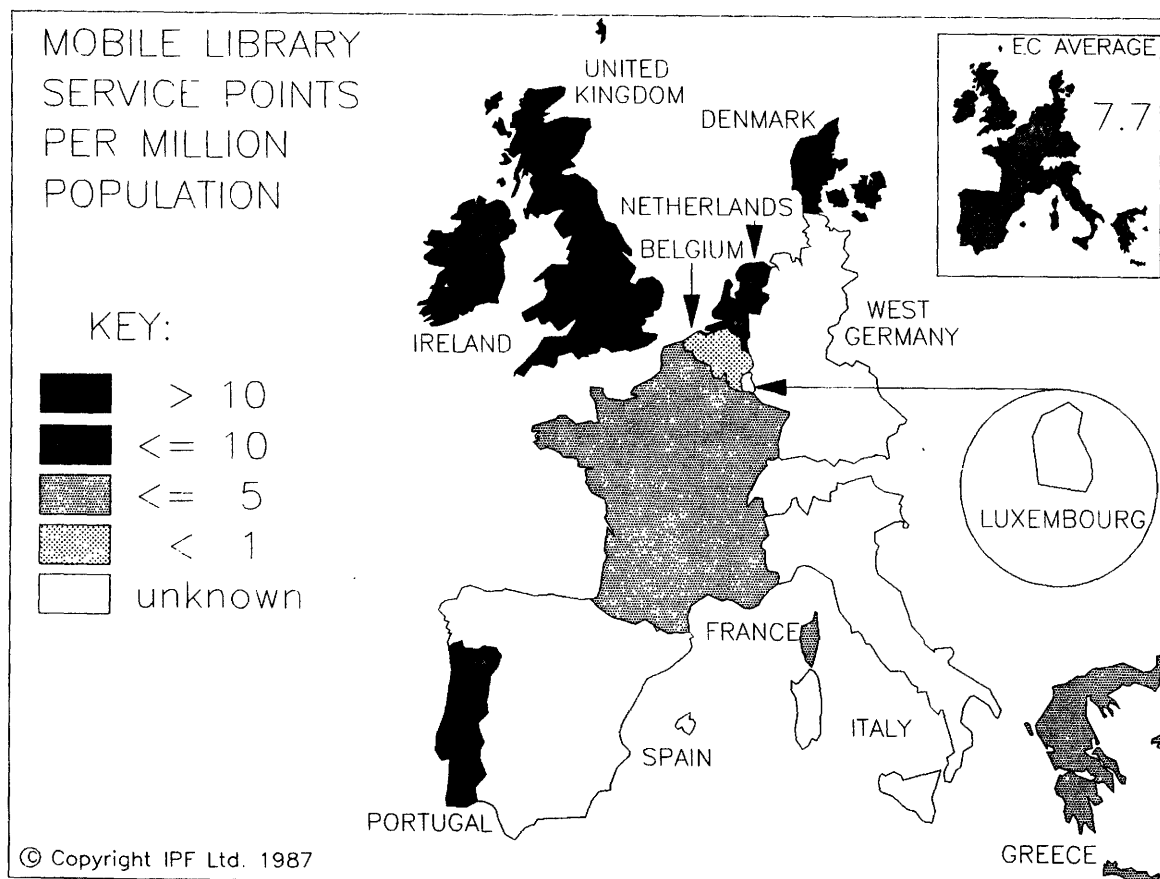 MOBILE LIBRARY
SERVICE POINTS
PER MILLION
POPULATION
UNITED
KINGDOM
DENMARK
EC AVERAGE
7.7
NETHERLANDS
BELGIUM
WEST
GERMANY
IRELAND
KEY:
> 10
<= 10
<= 5
< 1
unknown
LUXEMBOURG
FRANCE
ITALY
SPAIN
PORTUGAL
GREECE
© Copyright IPF Ltd. 1987